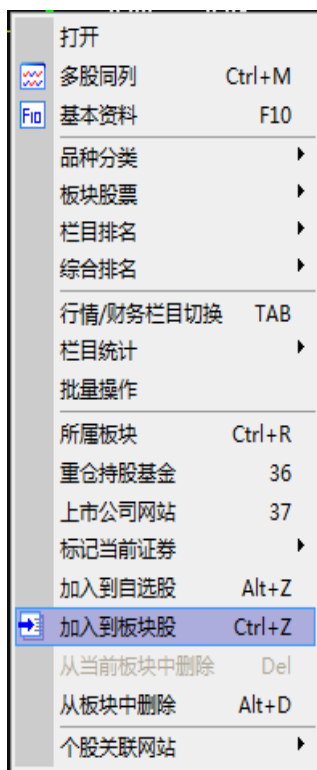 打开
多股同列 Ctrl+M
F10 基本资料 F10
品种分类
板块股票
栏目排名
综合排名
行情/财务栏目切换 TAB
栏目统计
批量操作
所属板块 Ctrl+R
重仓持股基金 36
上市公司网站 37
标记当前证券
加入到自选股 Alt+Z
加入到板块股 Ctrl+Z
从当前板块中删除 Del
从板块中删除 Alt+D
个股关联网站